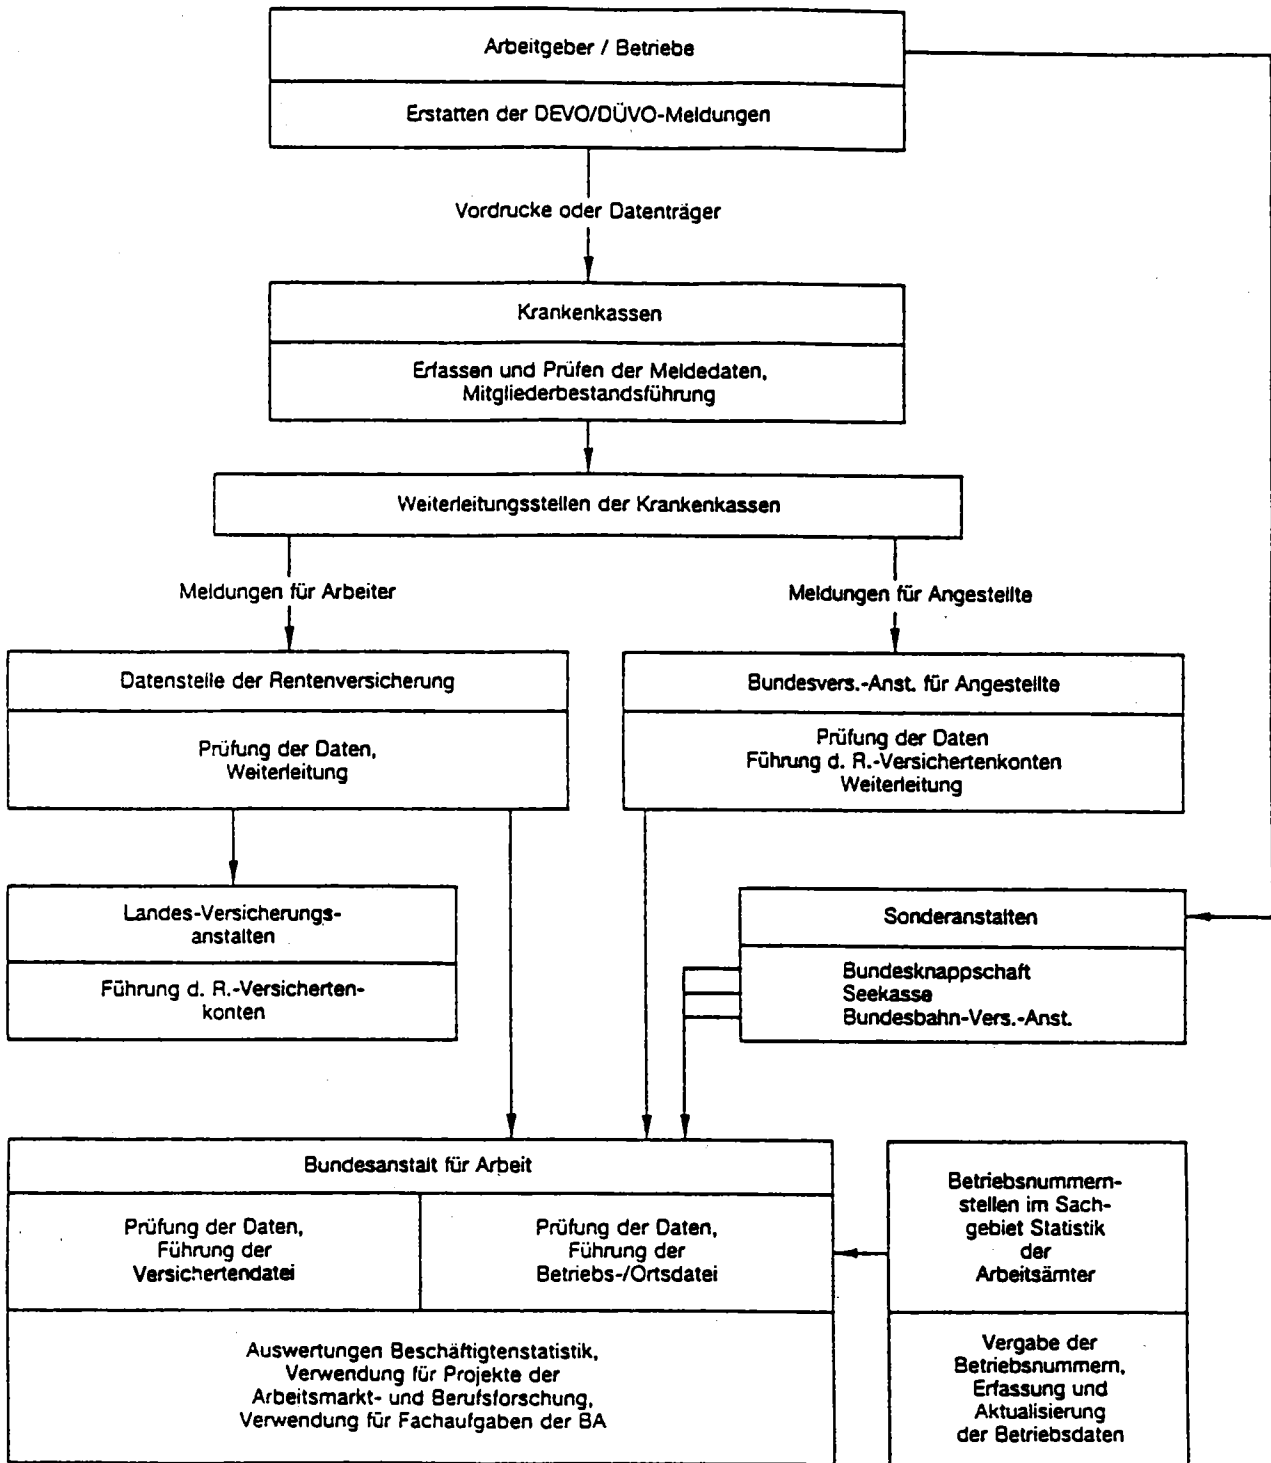 Arbeitgeber / Betriebe
Erstatten der DEVO/DÜVO-Meldungen
Vordrucke oder Datenträger
Krankenkassen
Erfassen und Prüfen der Meldedaten,
Mitgliederbestandsführung
Weiterleitungsstellen der Krankenkassen
Meldungen für Arbeiter
Meldungen für Angestellte
Datenstelle der Rentenversicherung
Prüfung der Daten,
Weiterleitung
Bundesvers.-Anst. für Angestellte
Prüfung der Daten
Führung d. R.-Versichertenkonten
Weiterleitung
Landes-Versicherungs-
anstalten
Führung d. R.-Versicherten-
konten
Sonderanstalten
Bundesknappschaft
Seekasse
Bundesbahn-Vers.-Anst.
Bundesanstalt für Arbeit
Prüfung der Daten,
Führung der
Versichertendatei
Prüfung der Daten,
Führung der
Betriebs-/Ortsdatei
Auswertungen Beschäftigtenstatistik,
Verwendung für Projekte der
Arbeitsmarkt- und Berufsforschung,
Verwendung für Fachaufgaben der BA
Betriebsnummern-
stellen im Sach-
gebiet Statistik
der
Arbeitsämter
Vergabe der
Betriebsnummern,
Erfassung und
Aktualisierung
der Betriebsdaten